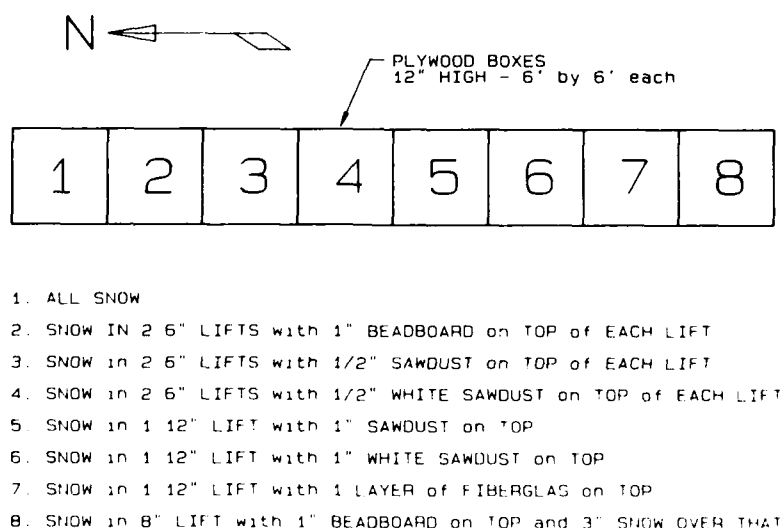 N
PLYWOOD BOXES
12" HIGH - 6' by 6' each
1 2 3 4 5 6 7 8
1. ALL SNOW
2. SNOW IN 2 6" LIFTS with 1" BEADBOARD on TOP of EACH LIFT
3. SNOW in 2 6" LIFTS with 1/2" SAWDUST on TOP of EACH LIFT
4. SNOW in 2 6" LIFTS with 1/2" WHITE SAWDUST on TOP of EACH LIFT
5. SNOW in 1 12" LIFT with 1" SAWDUST on TOP
6. SNOW in 1 12" LIFT with 1" WHITE SAWDUST on TOP
7. SNOW in 1 12" LIFT with 1 LAYER of FIBERGLAS on TOP
8. SNOW in 8" LIFT with 1" BEADBOARD on TOP and 3" SNOW OVER THAT